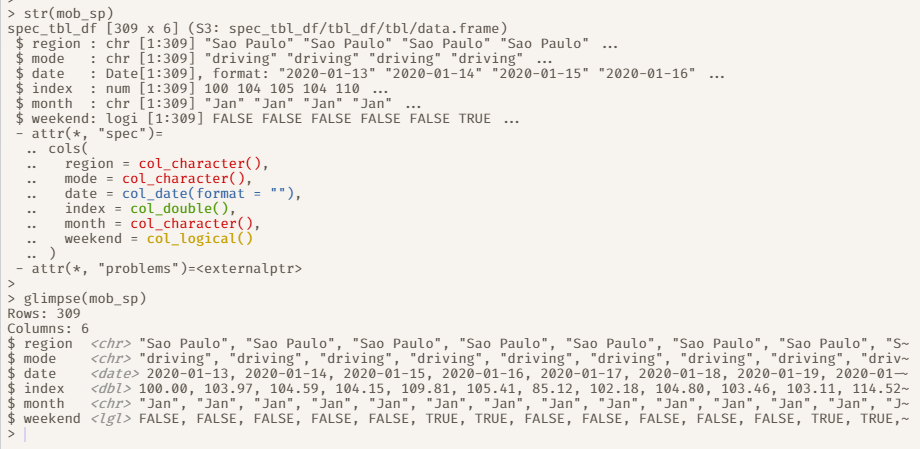 > str(mob_sp)
spec_tbl_df [309 x 6] (S3: spec_tbl_df/tbl_df/tbl/data.frame)
 $ region : chr [1:309] "Sao Paulo" "Sao Paulo" "Sao Paulo" "Sao Paulo" ...
 $ mode   : chr [1:309] "driving" "driving" "driving" "driving" ...
 $ date   : Date[1:309], format: "2020-01-13" "2020-01-14" "2020-01-15" "2020-01-16" ...
 $ index  : num [1:309] 100 104 105 104 110 ...
 $ month  : chr [1:309] "Jan" "Jan" "Jan" "Jan" ...
 $ weekend: logi [1:309] FALSE FALSE FALSE FALSE FALSE TRUE ...
 - attr(*, "spec")=
  .. cols(
  ..   region = col_character(),
  ..   mode = col_character(),
  ..   date = col_date(format = ""),
  ..   index = col_double(),
  ..   month = col_character(),
  ..   weekend = col_logical()
  .. )
 - attr(*, "problems")=<externalptr>
>
> glimpse(mob_sp)
Rows: 309
Columns: 6
$ region  <chr> "Sao Paulo", "Sao Paulo", "Sao Paulo", "Sao Paulo", "Sao Paulo", "Sao Paulo", "Sao Paulo", "S~
$ mode    <chr> "driving", "driving", "driving", "driving", "driving", "driving", "driving", "driving", "driv~
$ date    <date> 2020-01-13, 2020-01-14, 2020-01-15, 2020-01-16, 2020-01-17, 2020-01-18, 2020-01-19, 2020-01-~
$ index   <dbl> 100.00, 103.97, 104.59, 104.15, 109.81, 105.41, 85.12, 102.18, 104.80, 103.46, 103.11, 114.52~
$ month   <chr> "Jan", "Jan", "Jan", "Jan", "Jan", "Jan", "Jan", "Jan", "Jan", "Jan", "Jan", "Jan", "Jan", "J~
$ weekend <lgl> FALSE, FALSE, FALSE, FALSE, FALSE, TRUE, TRUE, FALSE, FALSE, FALSE, FALSE, FALSE, TRUE, TRUE,~
>